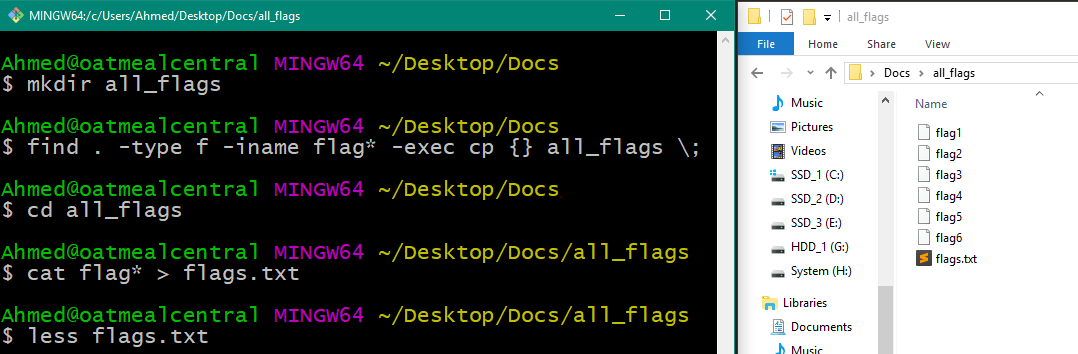 MINGW64:/c/Users/Ahmed/Desktop/Docs/all_flags
Ahmed@oatmealcentral MINGW64 ~/Desktop/Docs
$ mkdir all_flags
Ahmed@oatmealcentral MINGW64 ~/Desktop/Docs
$ find . -type f -iname flag* -exec cp {} all_flags \;
Ahmed@oatmealcentral MINGW64 ~/Desktop/Docs
$ cd all_flags
Ahmed@oatmealcentral MINGW64 ~/Desktop/Docs/all_flags
$ cat flag* > flags.txt
Ahmed@oatmealcentral MINGW64 ~/Desktop/Docs/all_flags
$ less flags.txt
all_flags
File Home Share View
Docs all_flags
Music
Pictures
Videos
SSD_1 (C:)
SSD_2 (D:)
SSD_3 (E:)
HDD_1 (G:)
System (H:)
Libraries
Documents
Music
Name
flag1
flag2
flag3
flag4
flag5
flag6
flags.txt